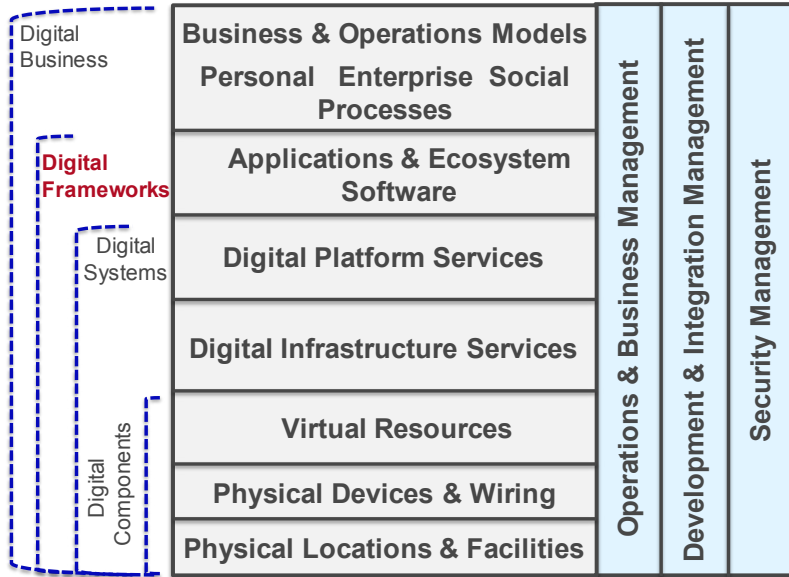 Digital
Business
Digital
Frameworks
Digital
Systems
Digital
Components
Business & Operations Models
Personal Enterprise Social
Processes
Applications & Ecosystem
Software
Digital Platform Services
Digital Infrastructure Services
Virtual Resources
Physical Devices & Wiring
Physical Locations & Facilities
Operations & Business Management
Development & Integration Management
Security Management